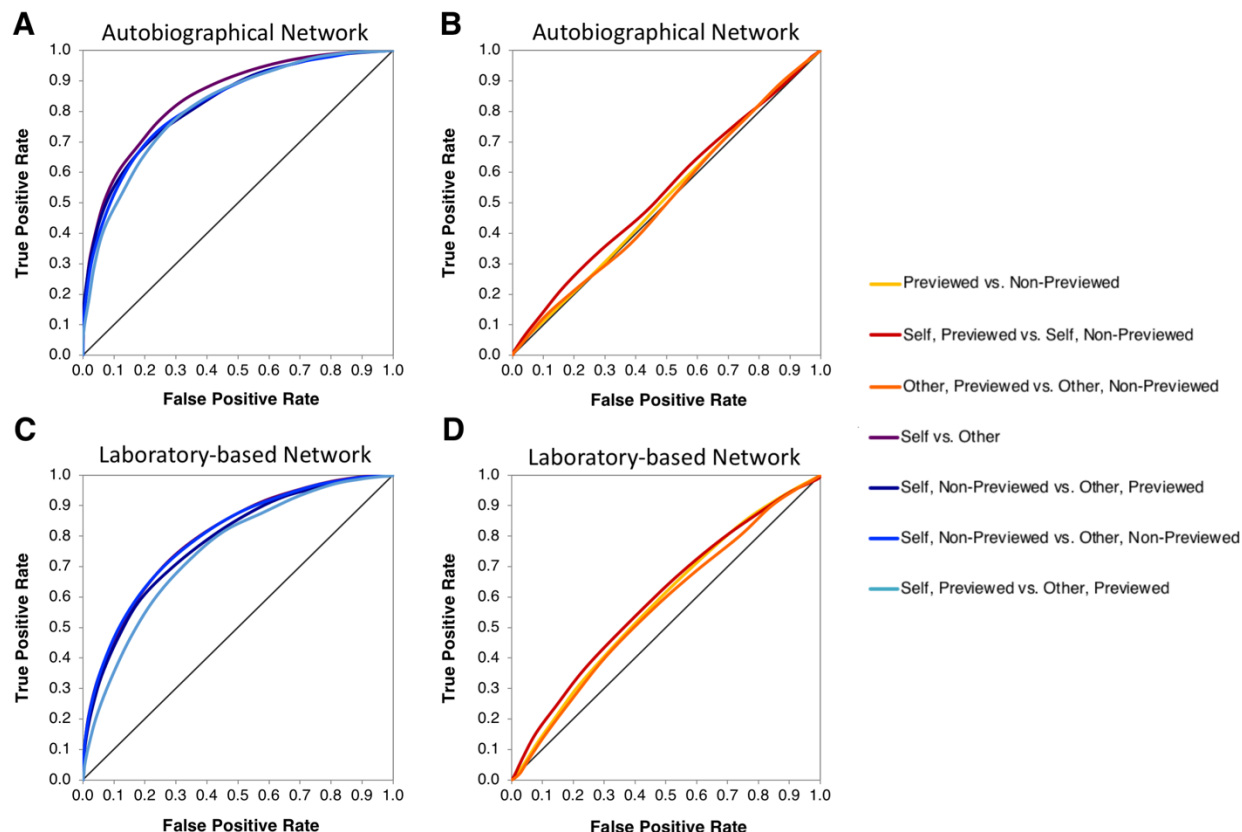 A
Autobiographical Network
1.0
0.9
0.8
0.7
0.6
0.5
0.4
0.3
0.2
0.1
0.0
True Positive Rate
0.0 0.1 0.2 0.3 0.4 0.5 0.6 0.7 0.8 0.9 1.0
False Positive Rate
B
Autobiographical Network
1.0
0.9
0.8
0.7
0.6
0.5
0.4
0.3
0.2
0.1
0.0
True Positive Rate
0.0 0.1 0.2 0.3 0.4 0.5 0.6 0.7 0.8 0.9 1.0
False Positive Rate
C
Laboratory-based Network
1.0
0.9
0.8
0.7
0.6
0.5
0.4
0.3
0.2
0.1
0.0
True Positive Rate
0.0 0.1 0.2 0.3 0.4 0.5 0.6 0.7 0.8 0.9 1.0
False Positive Rate
D
Laboratory-based Network
1.0
0.9
0.8
0.7
0.6
0.5
0.4
0.3
0.2
0.1
0.0
True Positive Rate
0.0 0.1 0.2 0.3 0.4 0.5 0.6 0.7 0.8 0.9 1.0
False Positive Rate
Previewed vs. Non-Previewed
Self, Previewed vs. Self, Non-Previewed
Other, Previewed vs. Other, Non-Previewed
Self vs. Other
Self, Non-Previewed vs. Other, Previewed
Self, Non-Previewed vs. Other, Non-Previewed
Self, Previewed vs. Other, Previewed